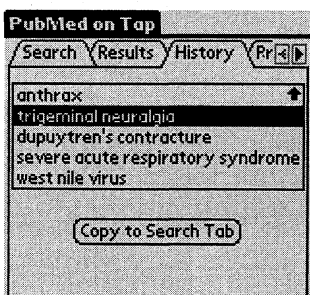 PubMed on Tap
Search Results History Pr
anthrax
trigeminal neuralgia
dupuytren's contracture
severe acute respiratory syndrome
west nile virus
Copy to Search Tab